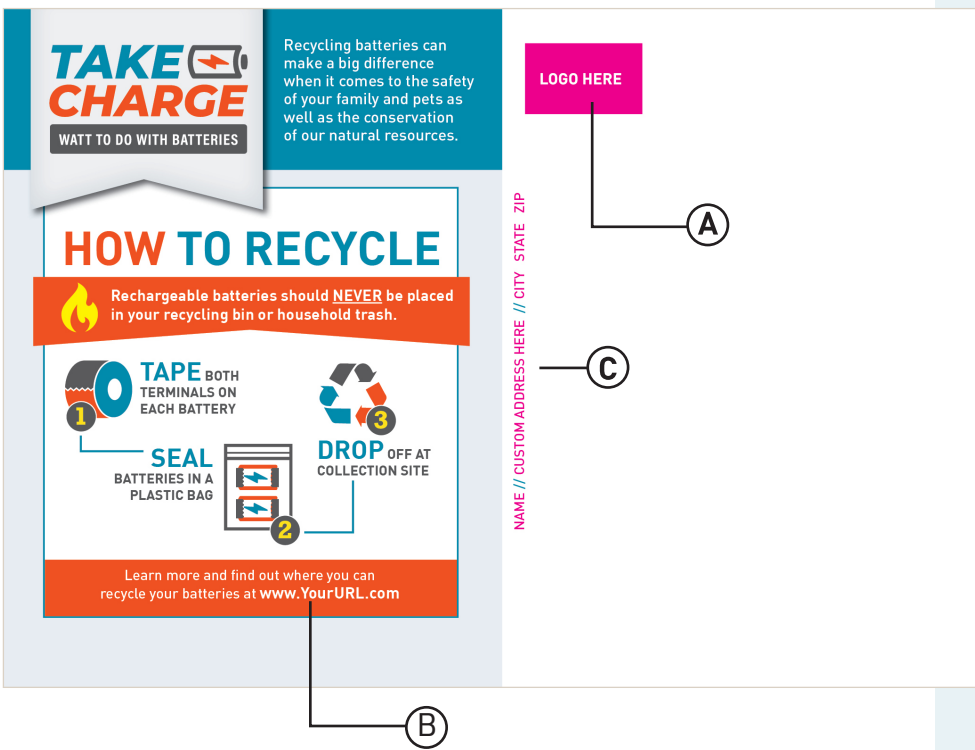 TAKE
CHARGE
WATT TO DO WITH BATTERIES
Recycling batteries can
make a big difference
when it comes to the safety
of your family and pets as
well as the conservation
of our natural resources.
HOW TO RECYCLE
Rechargeable batteries should NEVER be placed
in your recycling bin or household trash.
1
TAPE BOTH
TERMINALS ON
EACH BATTERY
SEAL
BATTERIES IN A
PLASTIC BAG
2
3
DROP OFF AT
COLLECTION SITE
Learn more and find out where you can
recycle your batteries at www.YourURL.com
B
LOGO HERE
A
NAME // CUSTOM ADDRESS HERE // CITY STATE ZIP
C